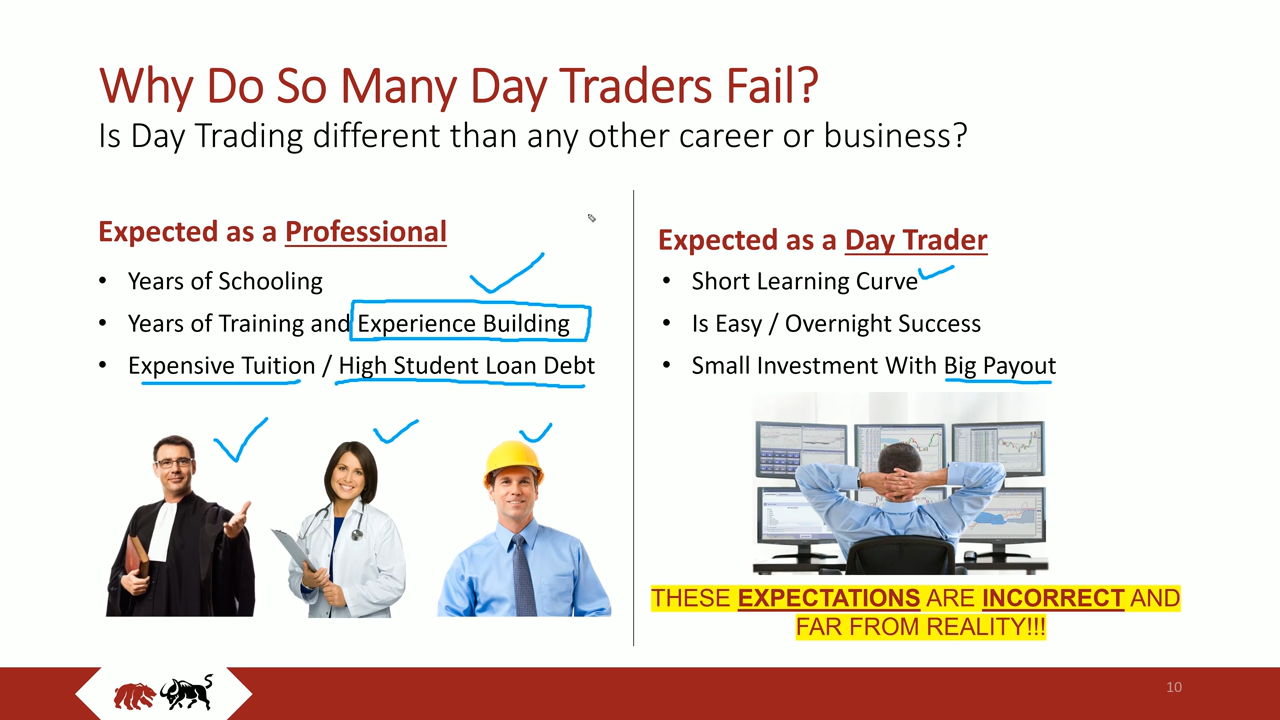 Why Do So Many Day Traders Fail?
Is Day Trading different than any other career or business?
Expected as a Professional
• Years of Schooling
• Years of Training and Experience Building
• Expensive Tuition / High Student Loan Debt
Expected as a Day Trader
• Short Learning Curve
• Is Easy / Overnight Success
• Small Investment With Big Payout
THESE EXPECTATIONS ARE INCORRECT AND
FAR FROM REALITY!!!
10